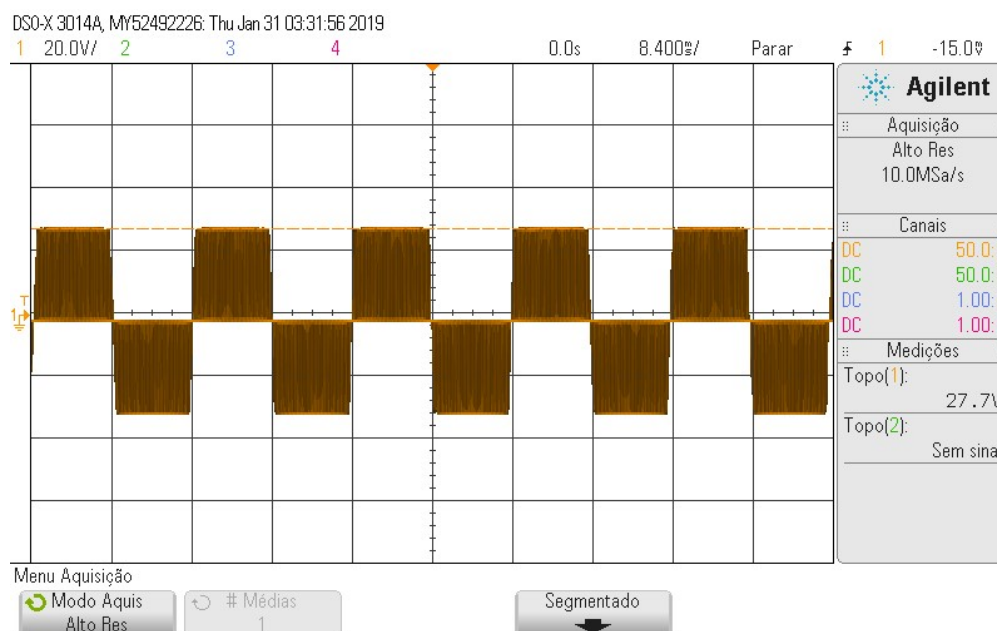 DSO-X 3014A, MY52492226: Thu Jan 31 03:31:56 2019
1 20.0V/ 2 3 4 0.0s 8.400ms/ Parar 1 -15.0V
Agilent
Aquisição
Alto Res
10.0MSa/s
Canais
DC 50.0:
DC 50.0:
DC 1.00:
DC 1.00:
Medições
Topo(1):
27.7V
Topo(2):
Sem sina
T
1
Menu Aquisição
Modo Aquis
Alto Res
# Médias
1
Segmentado